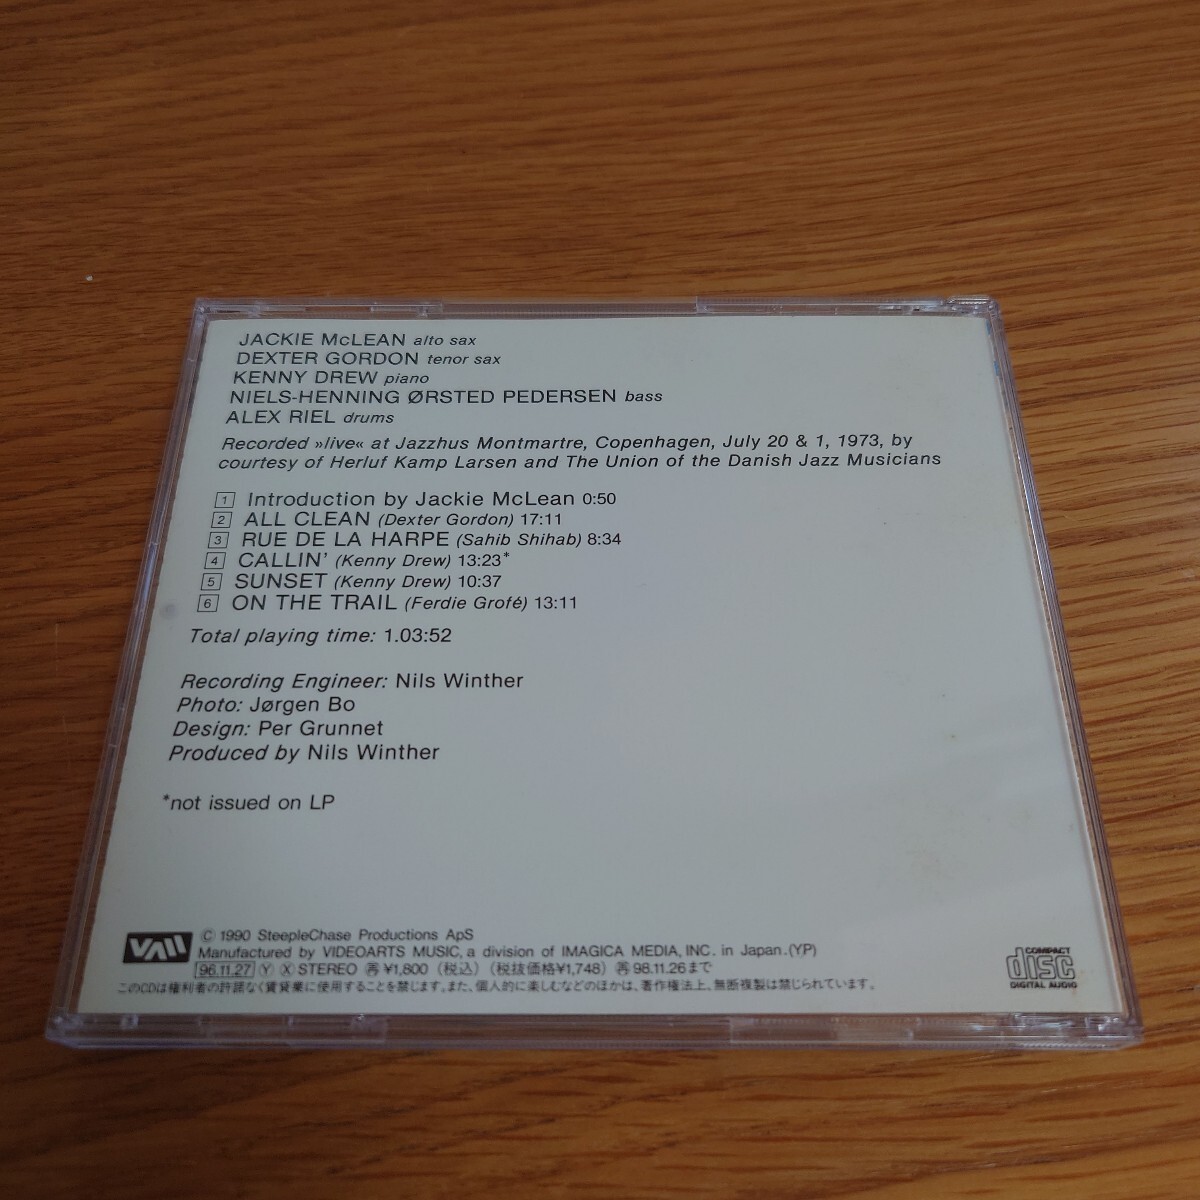 JACKIE McLEAN alto sax
DEXTER GORDON tenor sax
KENNY DREW piano
NIELS-HENNING ØRSTED PEDERSEN bass
ALEX RIEL drums
Recorded »live« at Jazzhus Montmartre, Copenhagen, July 20 & 1, 1973, by
courtesy of Herluf Kamp Larsen and The Union of the Danish Jazz Musicians
1 Introduction by Jackie McLean 0:50
2 ALL CLEAN (Dexter Gordon) 17:11
3 RUE DE LA HARPE (Sahib Shihab) 8:34
4 CALLIN' (Kenny Drew) 13:23*
5 SUNSET (Kenny Drew) 10:37
6 ON THE TRAIL (Ferdie Grofé) 13:11
Total playing time: 1.03:52
Recording Engineer: Nils Winther
Photo: Jørgen Bo
Design: Per Grunnet
Produced by Nils Winther
*not issued on LP
© 1990 SteepleChase Productions ApS
Manufactured by VIDEOARTS MUSIC, a division of IMAGICA MEDIA, INC. in Japan. (YP)
96.11.27 Ⓨ Ⓧ STEREO 再 ¥1,800 (税込) (税抜価格¥1,748) 再 98.11.26まで
このCDは権利者の許諾なく賃貸業に使用することを禁じます。また、個人的に楽しむなどのほかは、著作権法上、無断複製は禁じられています。
VAM
COMPACT
disc
DIGITAL AUDIO